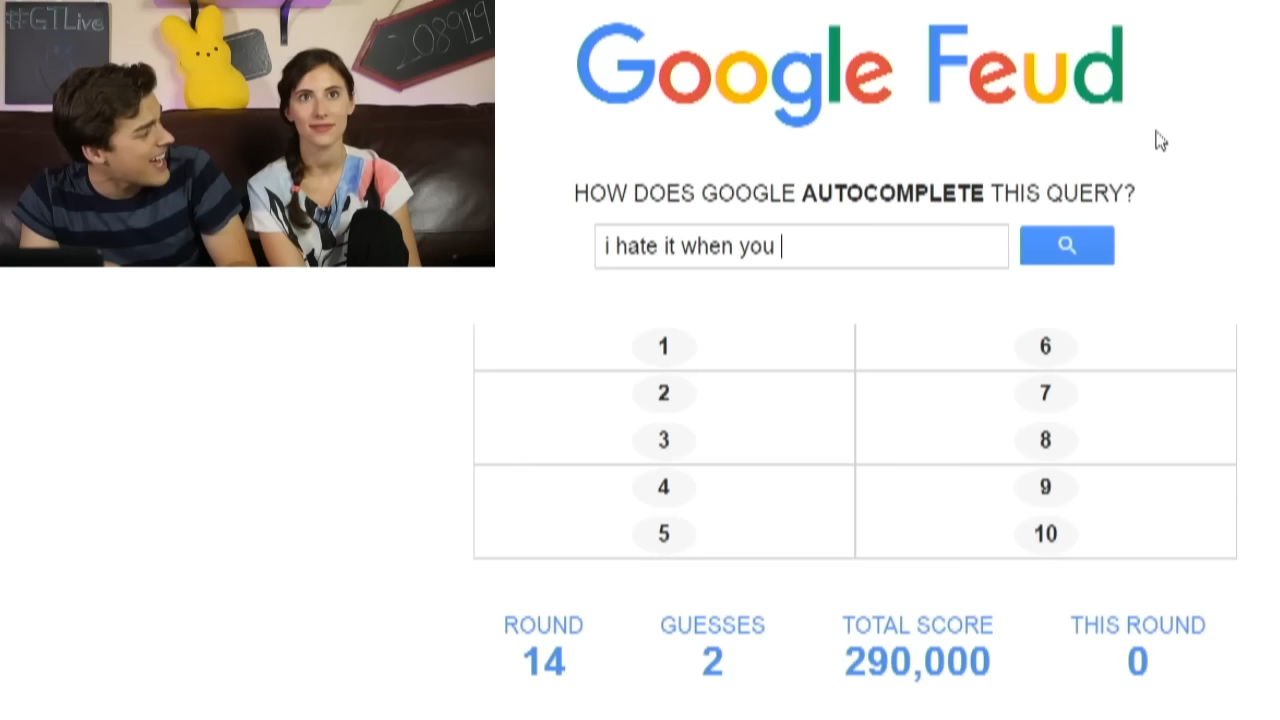 #GTLive
208919
Google Feud
HOW DOES GOOGLE AUTOCOMPLETE THIS QUERY?
i hate it when you
1 6
2 7
3 8
4 9
5 10
ROUND GUESSES TOTAL SCORE THIS ROUND
14 2 290,000 0